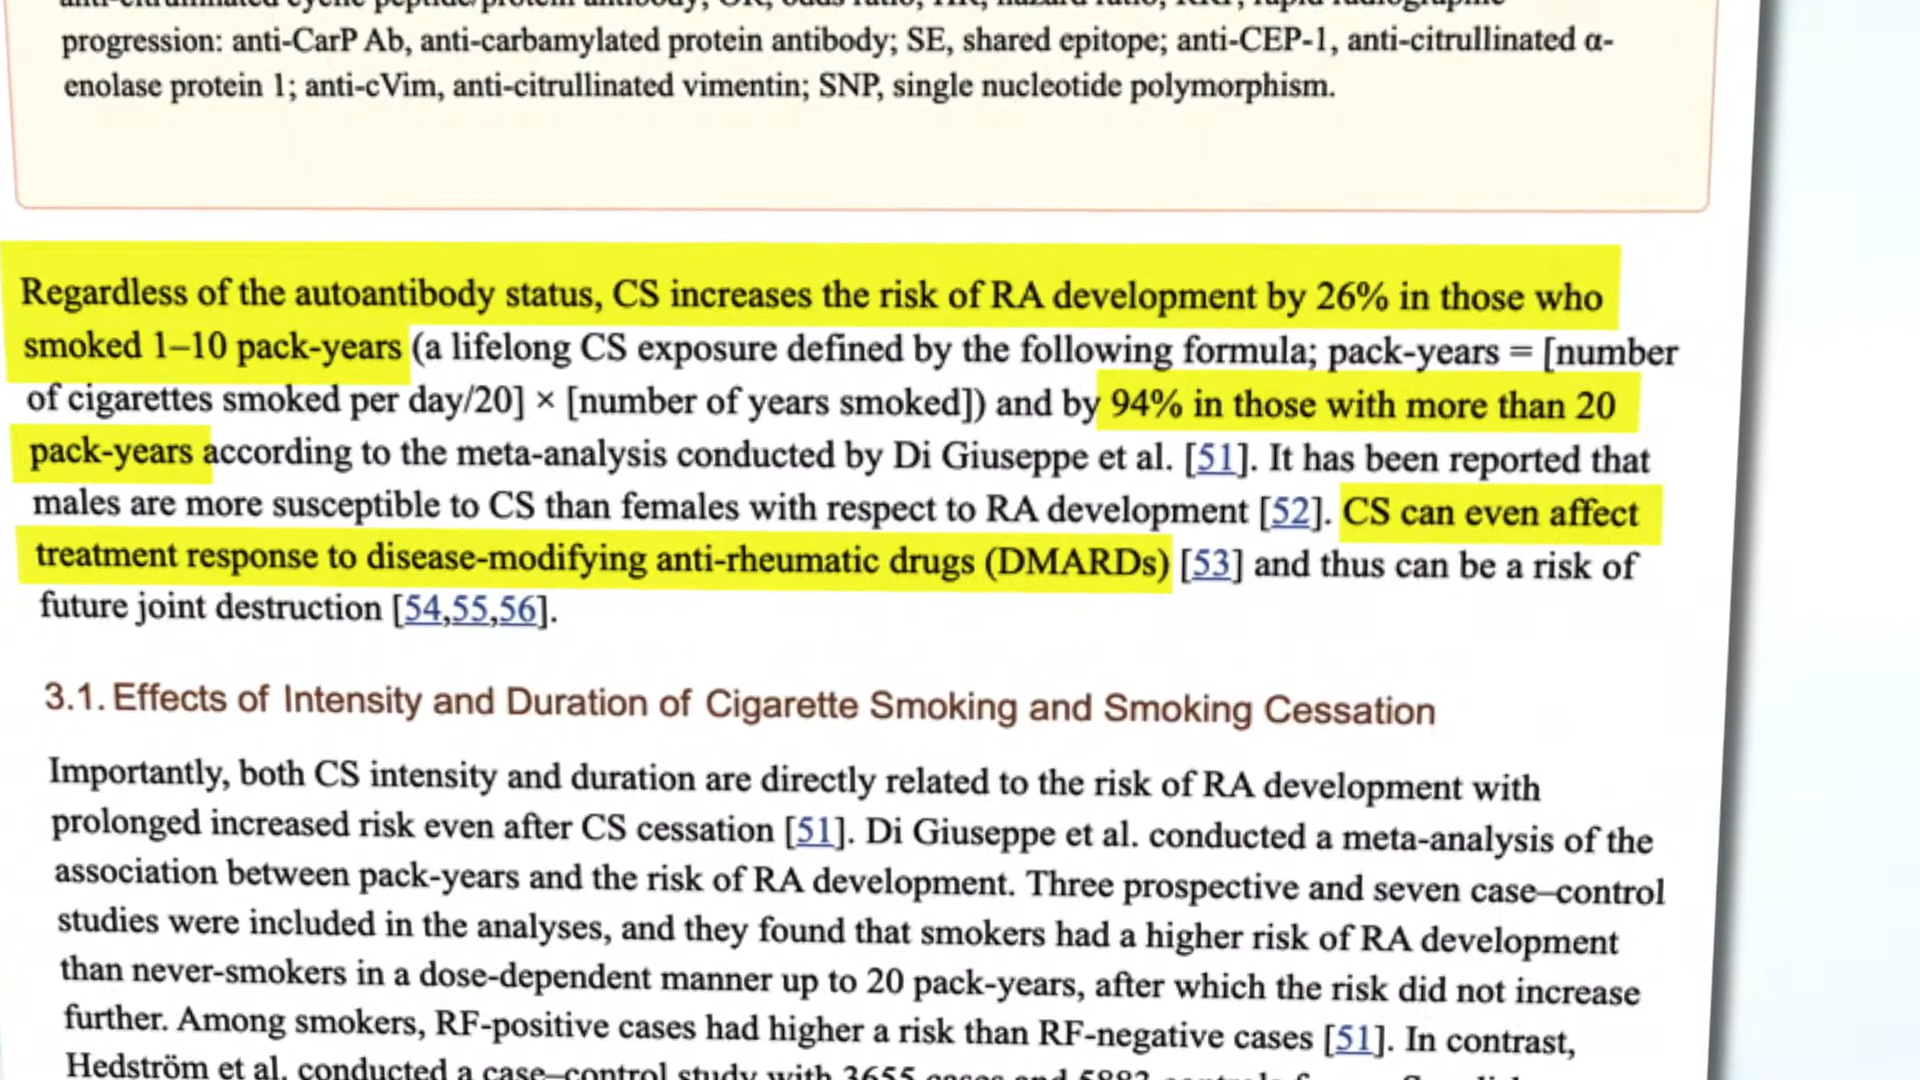 progression: anti-CarP Ab, anti-carbamylated protein antibody; SE, shared epitope; anti-CEP-1, anti-citrullinated α-
enolase protein 1; anti-cVim, anti-citrullinated vimentin; SNP, single nucleotide polymorphism.
Regardless of the autoantibody status, CS increases the risk of RA development by 26% in those who
smoked 1–10 pack-years (a lifelong CS exposure defined by the following formula; pack-years = [number
of cigarettes smoked per day/20] × [number of years smoked]) and by 94% in those with more than 20
pack-years according to the meta-analysis conducted by Di Giuseppe et al. [51]. It has been reported that
males are more susceptible to CS than females with respect to RA development [52]. CS can even affect
treatment response to disease-modifying anti-rheumatic drugs (DMARDs) [53] and thus can be a risk of
future joint destruction [54,55,56].
3.1. Effects of Intensity and Duration of Cigarette Smoking and Smoking Cessation
Importantly, both CS intensity and duration are directly related to the risk of RA development with
prolonged increased risk even after CS cessation [51]. Di Giuseppe et al. conducted a meta-analysis of the
association between pack-years and the risk of RA development. Three prospective and seven case–control
studies were included in the analyses, and they found that smokers had a higher risk of RA development
than never-smokers in a dose-dependent manner up to 20 pack-years, after which the risk did not increase
further. Among smokers, RF-positive cases had higher a risk than RF-negative cases [51]. In contrast,
Hedström et al. conducted a case–control study with 3655 cases and